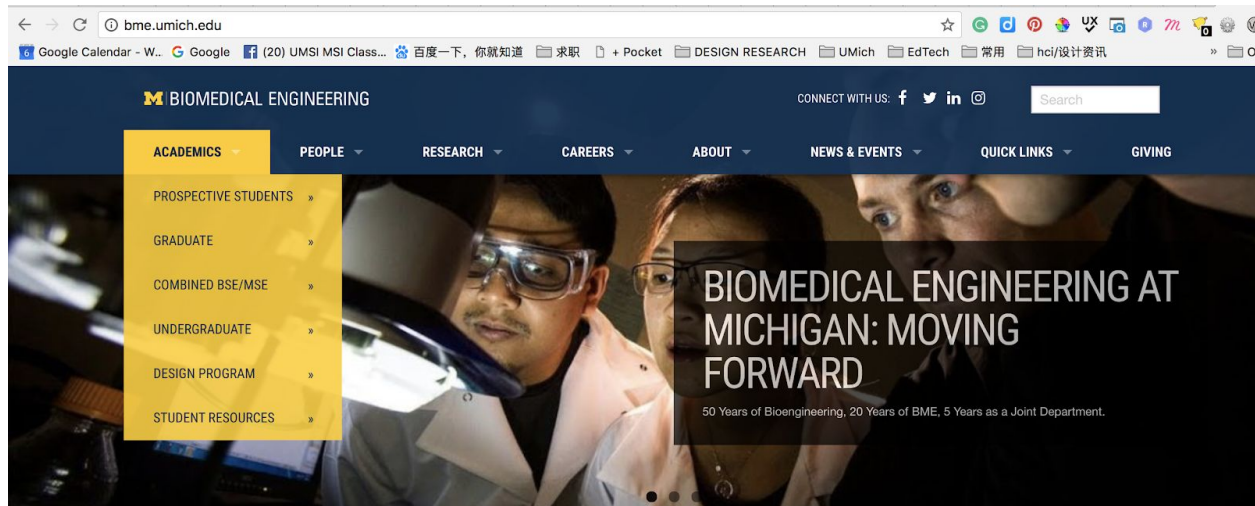 bme.umich.edu
Google Calendar - W... Google (20) UMSI MSI Class... 百度一下，你就知道 求职 + Pocket DESIGN RESEARCH UMich EdTech 常用 hci/设计资讯 »
M BIOMEDICAL ENGINEERING CONNECT WITH US: Search
ACADEMICS PEOPLE RESEARCH CAREERS ABOUT NEWS & EVENTS QUICK LINKS GIVING
PROSPECTIVE STUDENTS »
GRADUATE »
COMBINED BSE/MSE »
UNDERGRADUATE »
DESIGN PROGRAM »
STUDENT RESOURCES »
BIOMEDICAL ENGINEERING AT
MICHIGAN: MOVING
FORWARD
50 Years of Bioengineering, 20 Years of BME, 5 Years as a Joint Department.